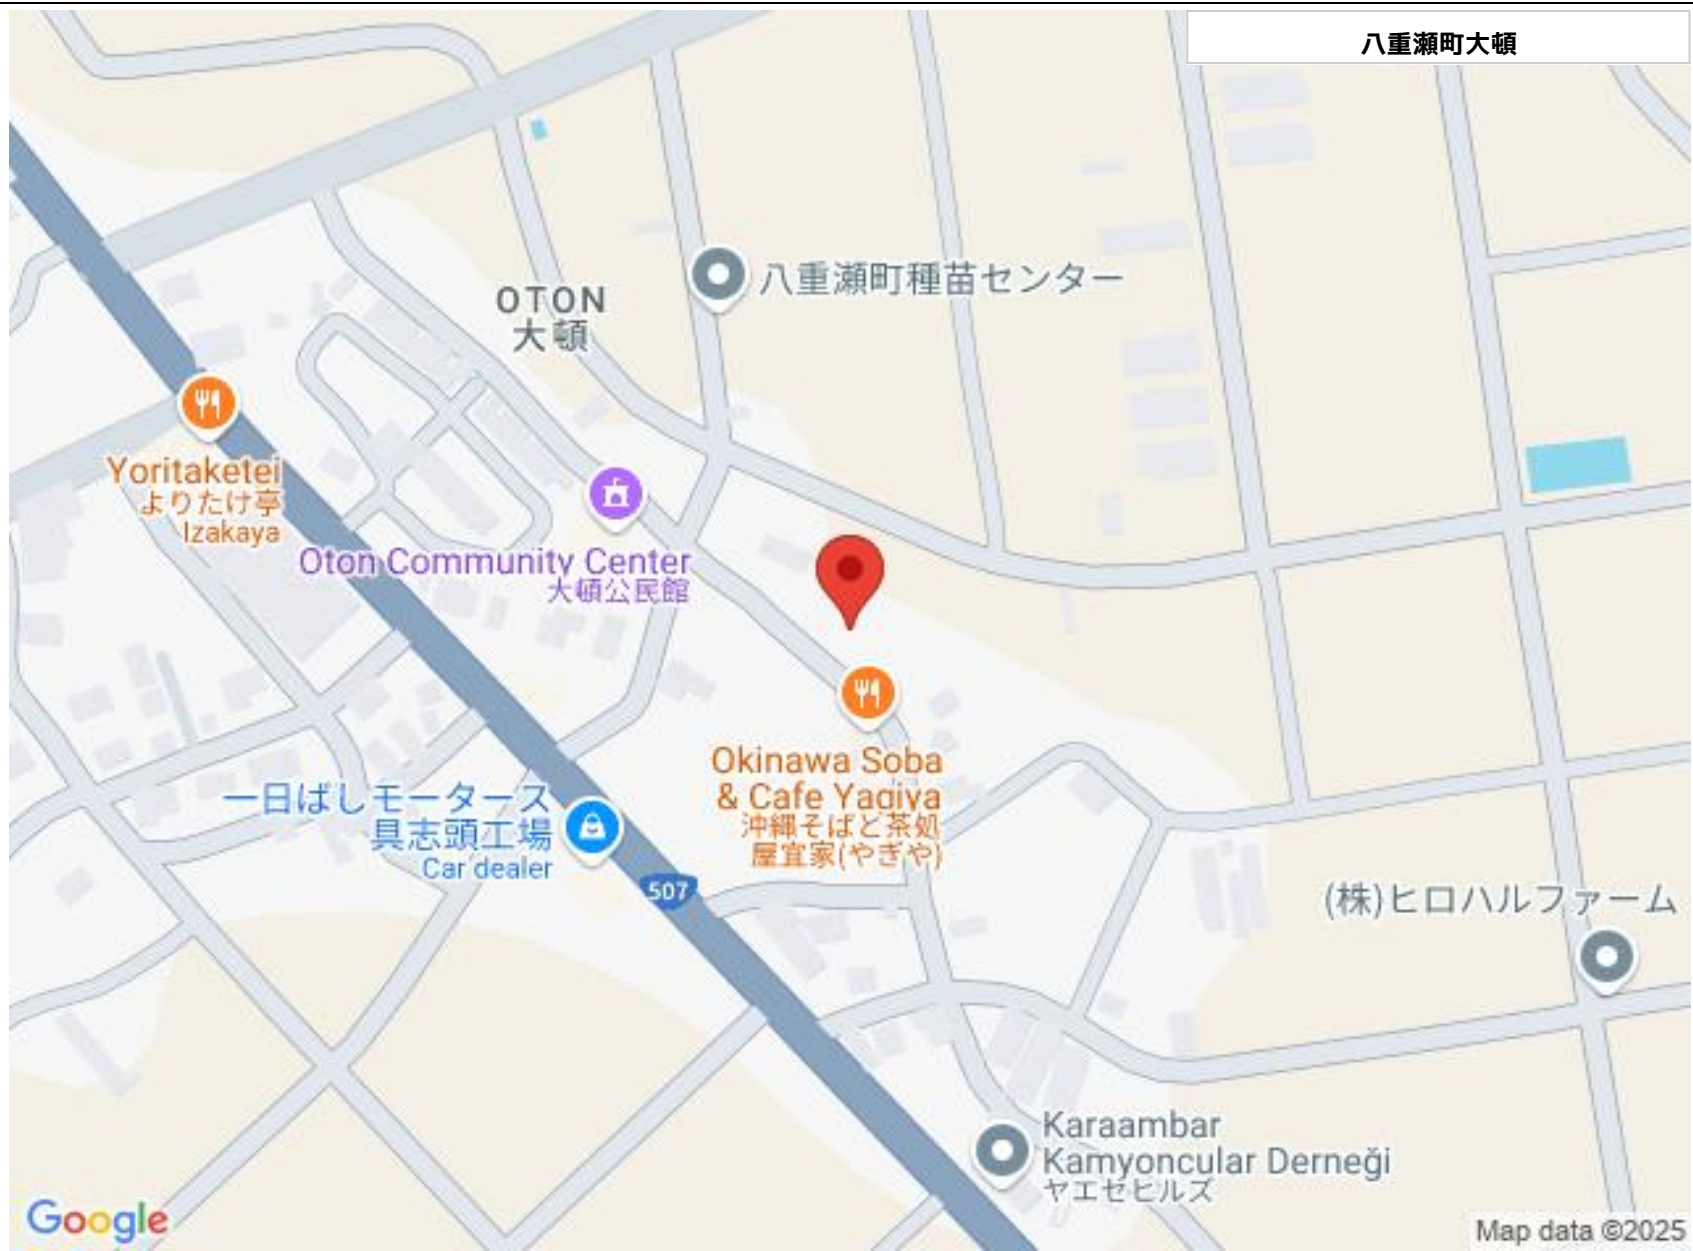 八重瀬町大頓
八重瀬町種苗センター
OTON
大頓
Yoritaketei
よりたけ亭
Izakaya
Oton Community Center
大頓公民館
Okinawa Soba
& Cafe Yagiya
沖縄そばと茶処
屋宜家(やぎや)
一日ばしモータース
具志頭工場
Car dealer
507
(株)ヒロハルファーム
Karaambar
Kamyoncular Derneği
ヤエセヒルズ
Google
Map data ©2025